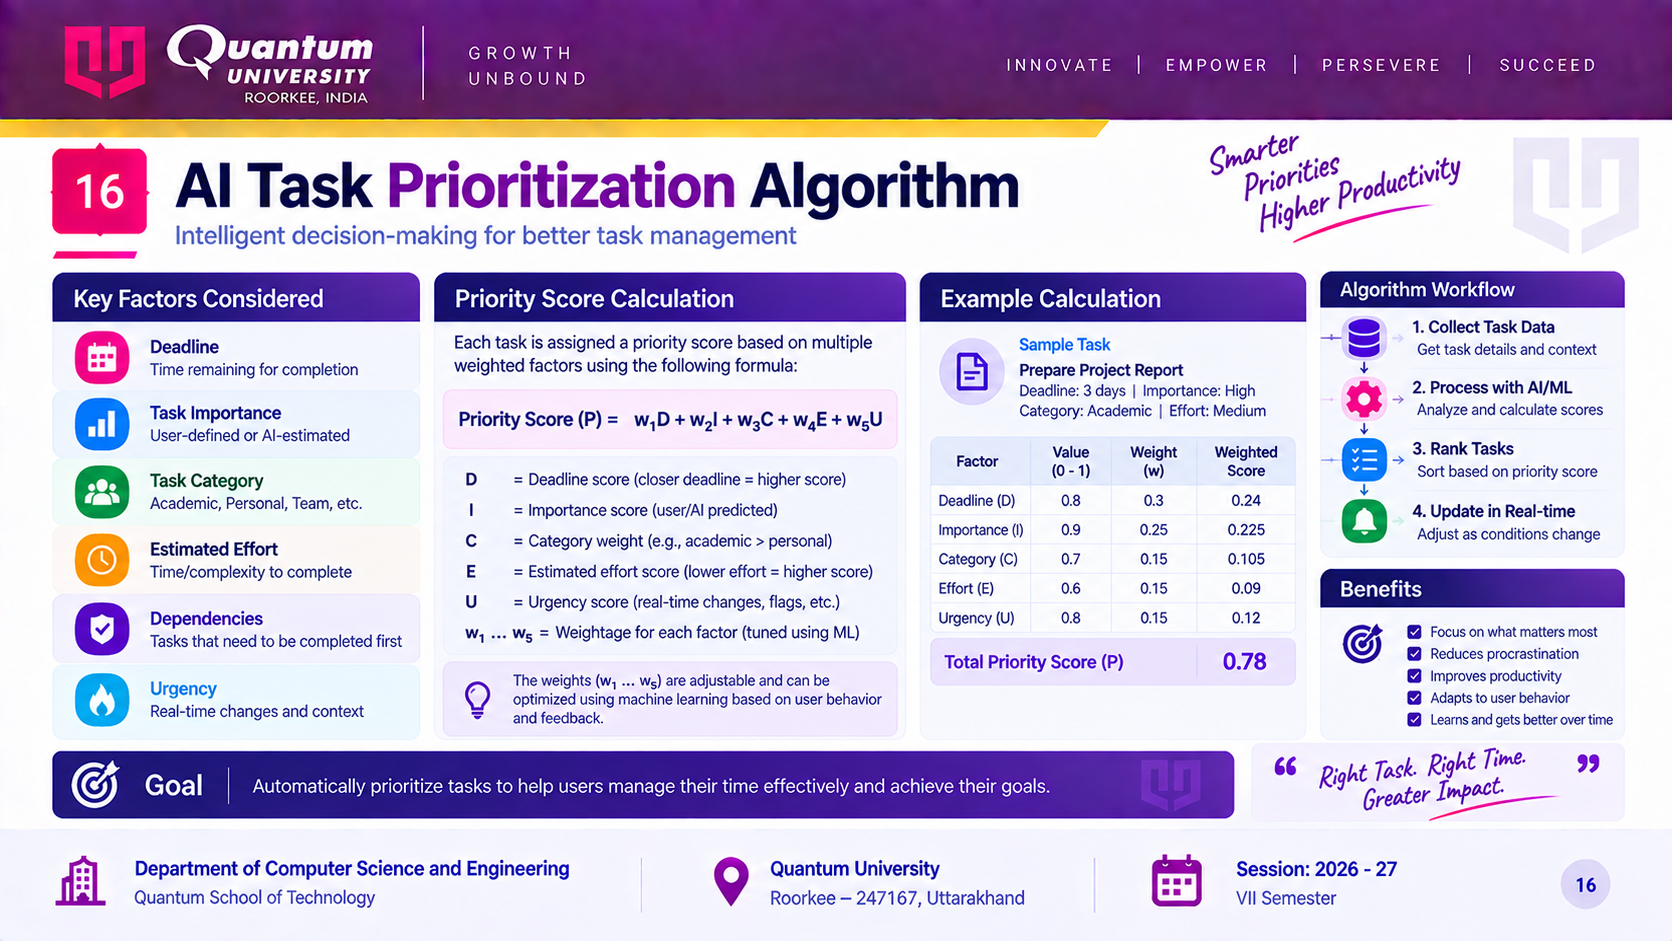 Quantum
UNIVERSITY
ROORKEE, INDIA
GROWTH
UNBOUND
INNOVATE | EMPOWER | PERSEVERE | SUCCEED
16
AI Task Prioritization Algorithm
Intelligent decision-making for better task management
Smarter
Priorities
Higher Productivity
Key Factors Considered
Deadline
Time remaining for completion
Task Importance
User-defined or AI-estimated
Task Category
Academic, Personal, Team, etc.
Estimated Effort
Time/complexity to complete
Dependencies
Tasks that need to be completed first
Urgency
Real-time changes and context
Priority Score Calculation
Each task is assigned a priority score based on multiple
weighted factors using the following formula:
Priority Score (P) = w₁D + w₂I + w₃C + w₄E + w₅U
D = Deadline score (closer deadline = higher score)
I = Importance score (user/AI predicted)
C = Category weight (e.g., academic > personal)
E = Estimated effort score (lower effort = higher score)
U = Urgency score (real-time changes, flags, etc.)
w₁ ... w₅ = Weightage for each factor (tuned using ML)
The weights (w₁ ... w₅) are adjustable and can be
optimized using machine learning based on user behavior
and feedback.
Example Calculation
Sample Task
Prepare Project Report
Deadline: 3 days | Importance: High
Category: Academic | Effort: Medium
Factor Value (0 - 1) Weight (w) Weighted Score
Deadline (D) 0.8 0.3 0.24
Importance (I) 0.9 0.25 0.225
Category (C) 0.7 0.15 0.105
Effort (E) 0.6 0.15 0.09
Urgency (U) 0.8 0.15 0.12
Total Priority Score (P) 0.78
Algorithm Workflow
1. Collect Task Data
Get task details and context
2. Process with AI/ML
Analyze and calculate scores
3. Rank Tasks
Sort based on priority score
4. Update in Real-time
Adjust as conditions change
Benefits
Focus on what matters most
Reduces procrastination
Improves productivity
Adapts to user behavior
Learns and gets better over time
Goal
Automatically prioritize tasks to help users manage their time effectively and achieve their goals.
“ Right Task. Right Time. ”
Greater Impact.
Department of Computer Science and Engineering
Quantum School of Technology
Quantum University
Roorkee – 247167, Uttarakhand
Session: 2026 - 27
VII Semester
16